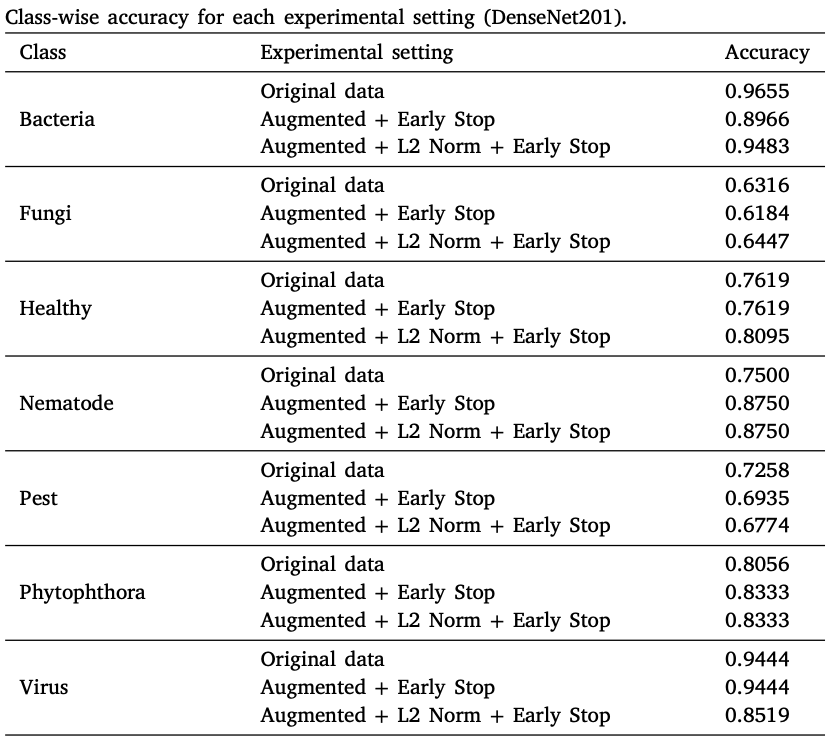 Class-wise accuracy for each experimental setting (DenseNet201).
Class Experimental setting Accuracy
Original data 0.9655
Bacteria Augmented + Early Stop 0.8966
Augmented + L2 Norm + Early Stop 0.9483
Original data 0.6316
Fungi Augmented + Early Stop 0.6184
Augmented + L2 Norm + Early Stop 0.6447
Original data 0.7619
Healthy Augmented + Early Stop 0.7619
Augmented + L2 Norm + Early Stop 0.8095
Original data 0.7500
Nematode Augmented + Early Stop 0.8750
Augmented + L2 Norm + Early Stop 0.8750
Original data 0.7258
Pest Augmented + Early Stop 0.6935
Augmented + L2 Norm + Early Stop 0.6774
Original data 0.8056
Phytophthora Augmented + Early Stop 0.8333
Augmented + L2 Norm + Early Stop 0.8333
Original data 0.9444
Virus Augmented + Early Stop 0.9444
Augmented + L2 Norm + Early Stop 0.8519